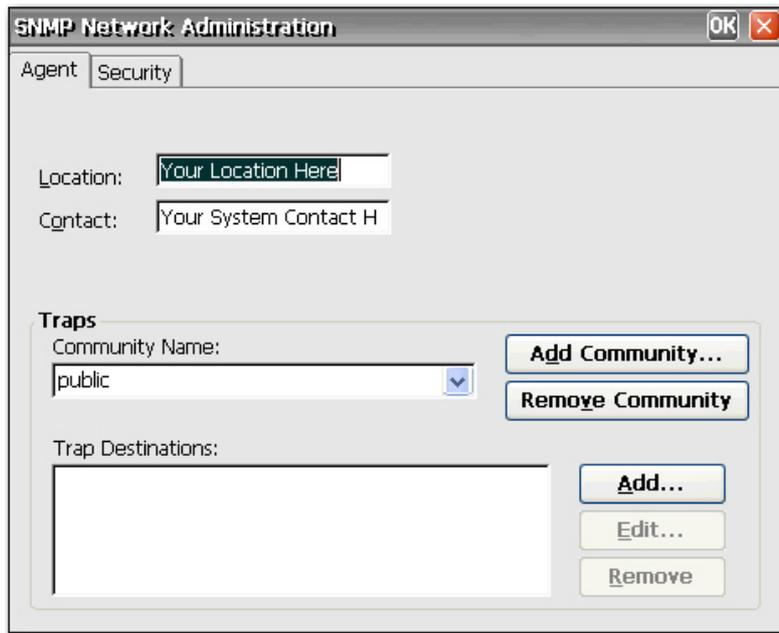 SNMP Network Administration OK
Agent Security
Location: Your Location Here
Contact: Your System Contact H
Traps
Community Name:
public
Add Community...
Remove Community
Trap Destinations:
Add...
Edit...
Remove